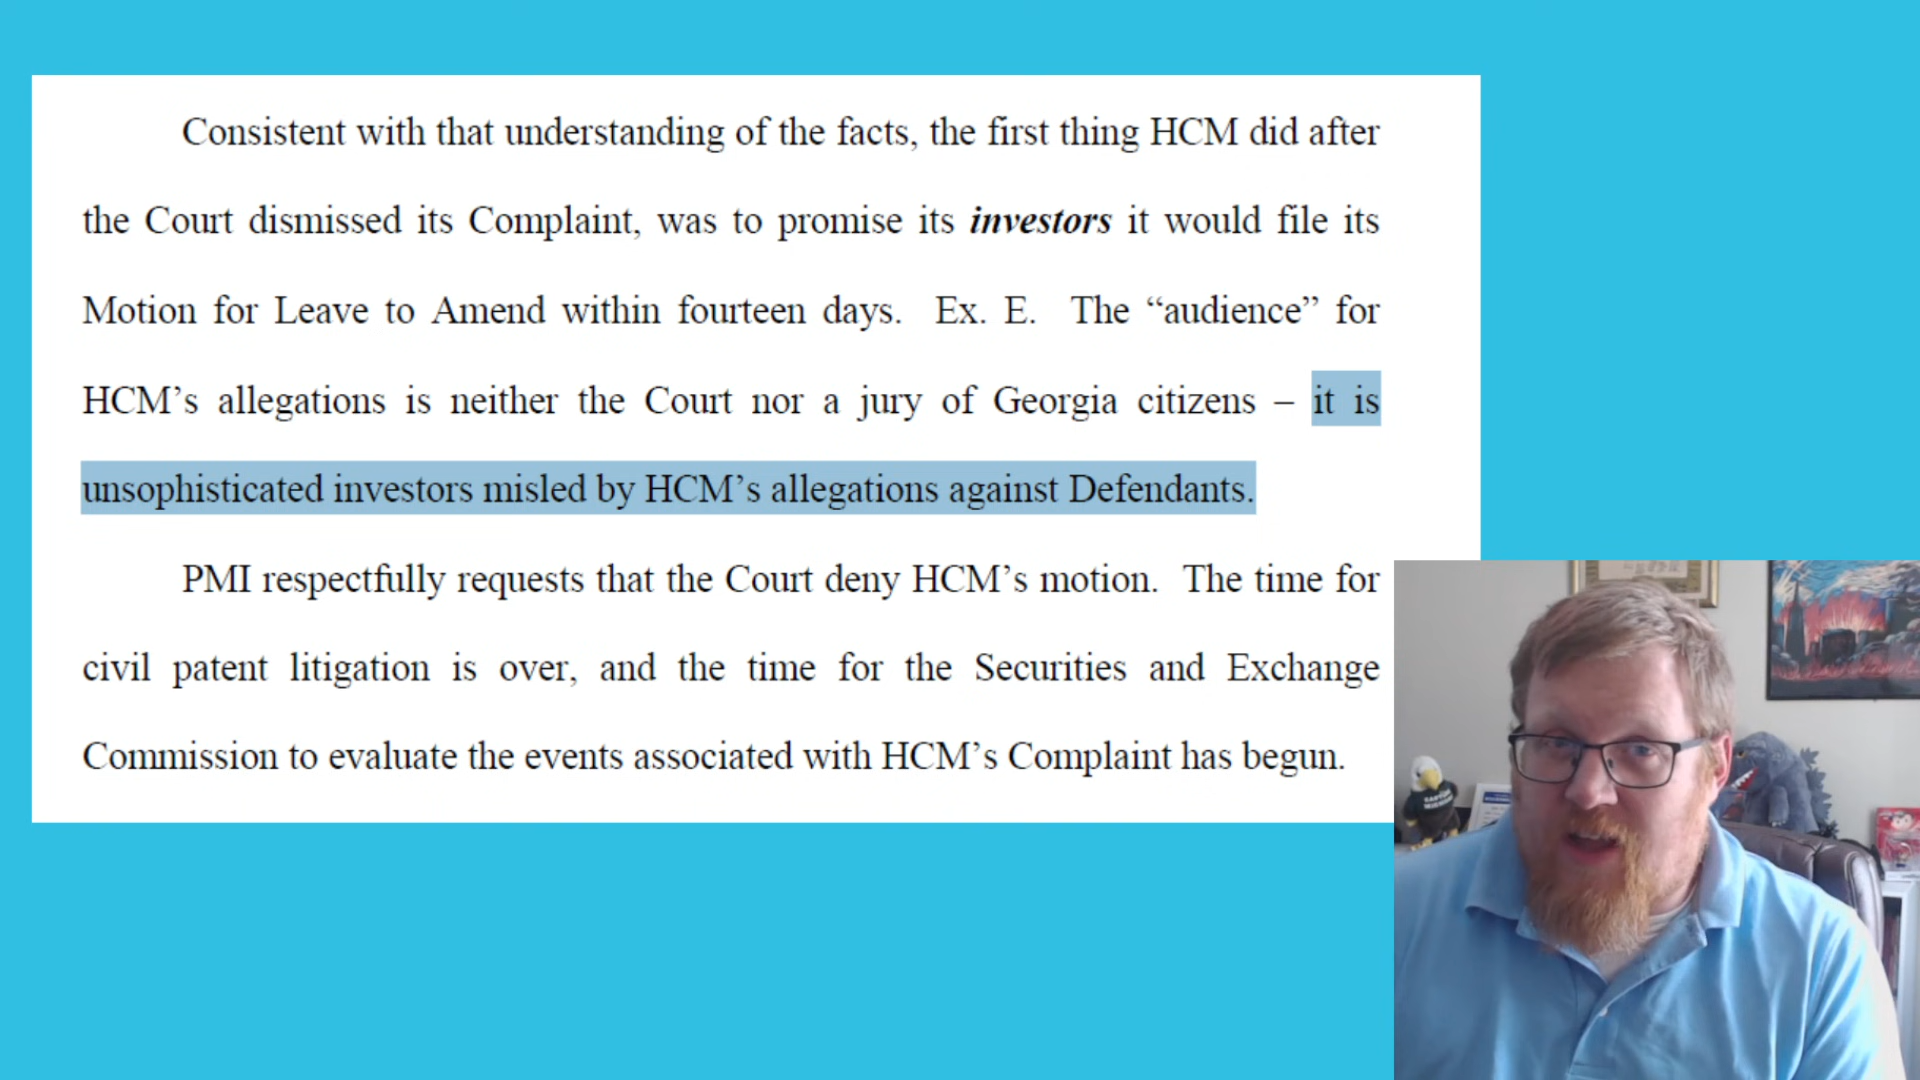 Consistent with that understanding of the facts, the first thing HCM did after
the Court dismissed its Complaint, was to promise its investors it would file its
Motion for Leave to Amend within fourteen days. Ex. E. The “audience” for
HCM’s allegations is neither the Court nor a jury of Georgia citizens – it is
unsophisticated investors misled by HCM’s allegations against Defendants.
PMI respectfully requests that the Court deny HCM’s motion. The time for
civil patent litigation is over, and the time for the Securities and Exchange
Commission to evaluate the events associated with HCM’s Complaint has begun.